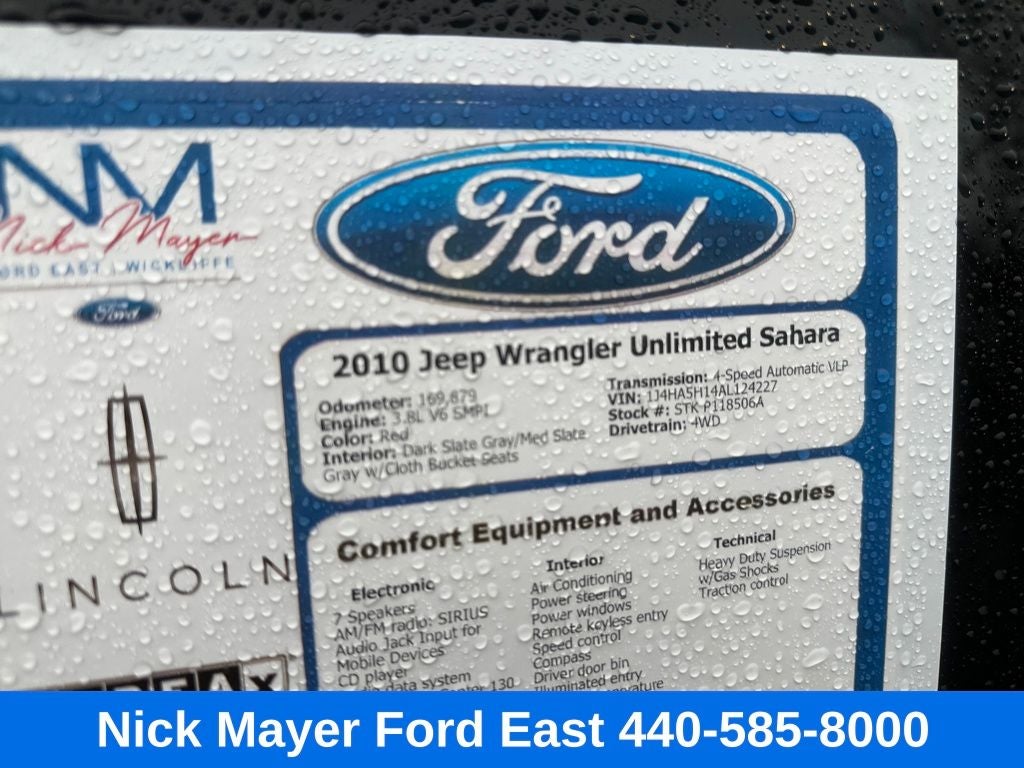 NM
Nick Mayer
FORD EAST | WICKLIFFE
Ford
Ford
LINCOLN
2010 Jeep Wrangler Unlimited Sahara
Odometer: 169,879
Engine: 3.8L V6 SMPI
Color: Red
Interior: Dark Slate Gray/Med Slate
Gray w/Cloth Bucket Seats
Transmission: 4-Speed Automatic VLP
VIN: 1J4HA5H14AL124227
Stock #: STK P118506A
Drivetrain: 4WD
Comfort Equipment and Accessories
Electronic
7 Speakers
AM/FM radio: SIRIUS
Audio Jack Input for
Mobile Devices
CD player
data system
130
Interior
Air Conditioning
Power steering
Power windows
Remote keyless entry
Speed control
Compass
Driver door bin
Illuminated entry
Technical
Heavy Duty Suspension
w/Gas Shocks
Traction control
Nick Mayer Ford East 440-585-8000